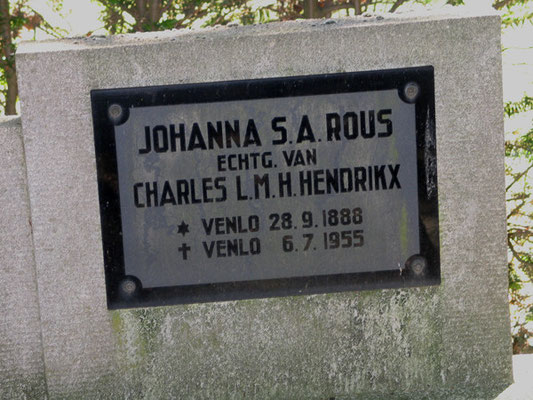 JOHANNA S.A. ROUS
ECHTG. VAN
CHARLES L.M.H. HENDRIKX
* VENLO 28.9.1888
† VENLO 6.7.1955